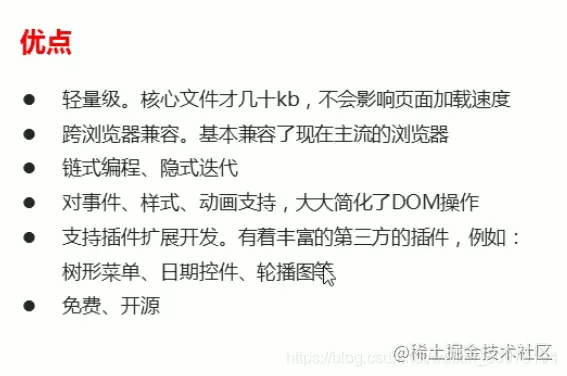 优点
● 轻量级。核心文件才几十kb，不会影响页面加载速度
● 跨浏览器兼容。基本兼容了现在主流的浏览器
● 链式编程、隐式迭代
● 对事件、样式、动画支持，大大简化了DOM操作
● 支持插件扩展开发。有着丰富的第三方的插件，例如：
树形菜单、日期控件、轮播图等
● 免费、开源
@稀土掘金技术社区